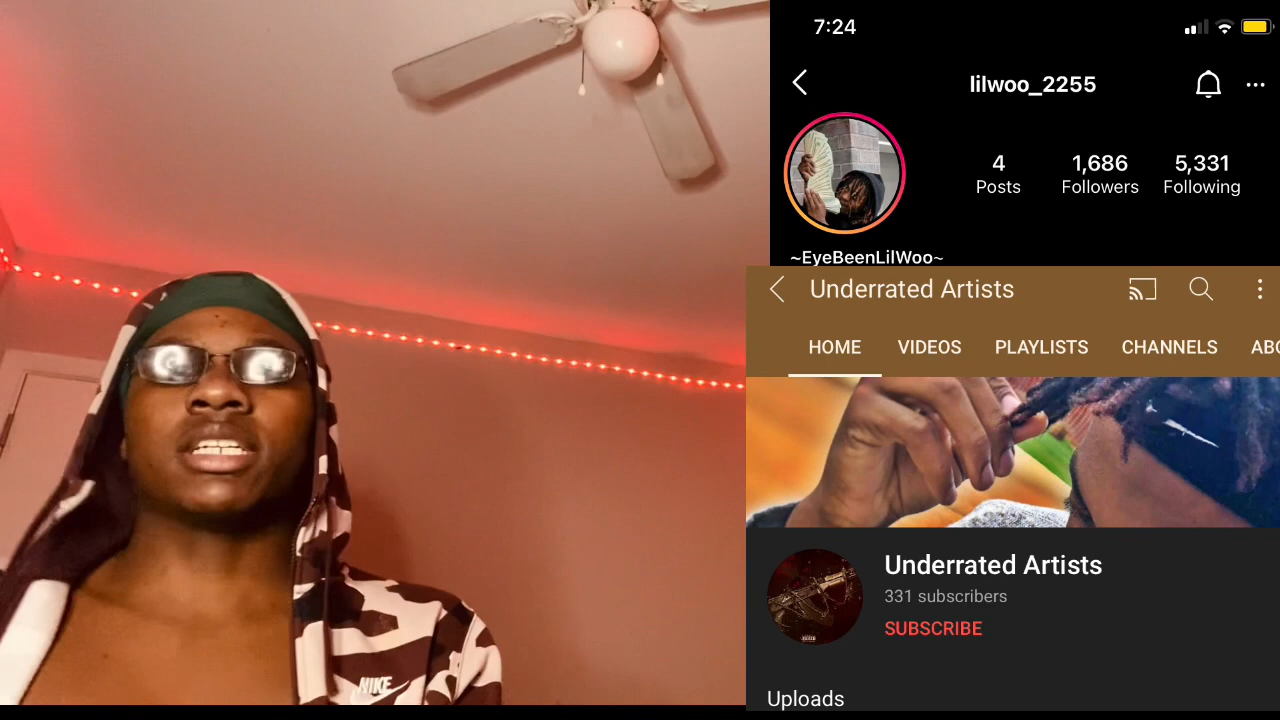 7:24
lilwoo_2255
4
Posts
1,686
Followers
5,331
Following
~EyeBeenLilWoo~
Underrated Artists
HOME VIDEOS PLAYLISTS CHANNELS ABO
Underrated Artists
331 subscribers
SUBSCRIBE
Uploads
NIKE